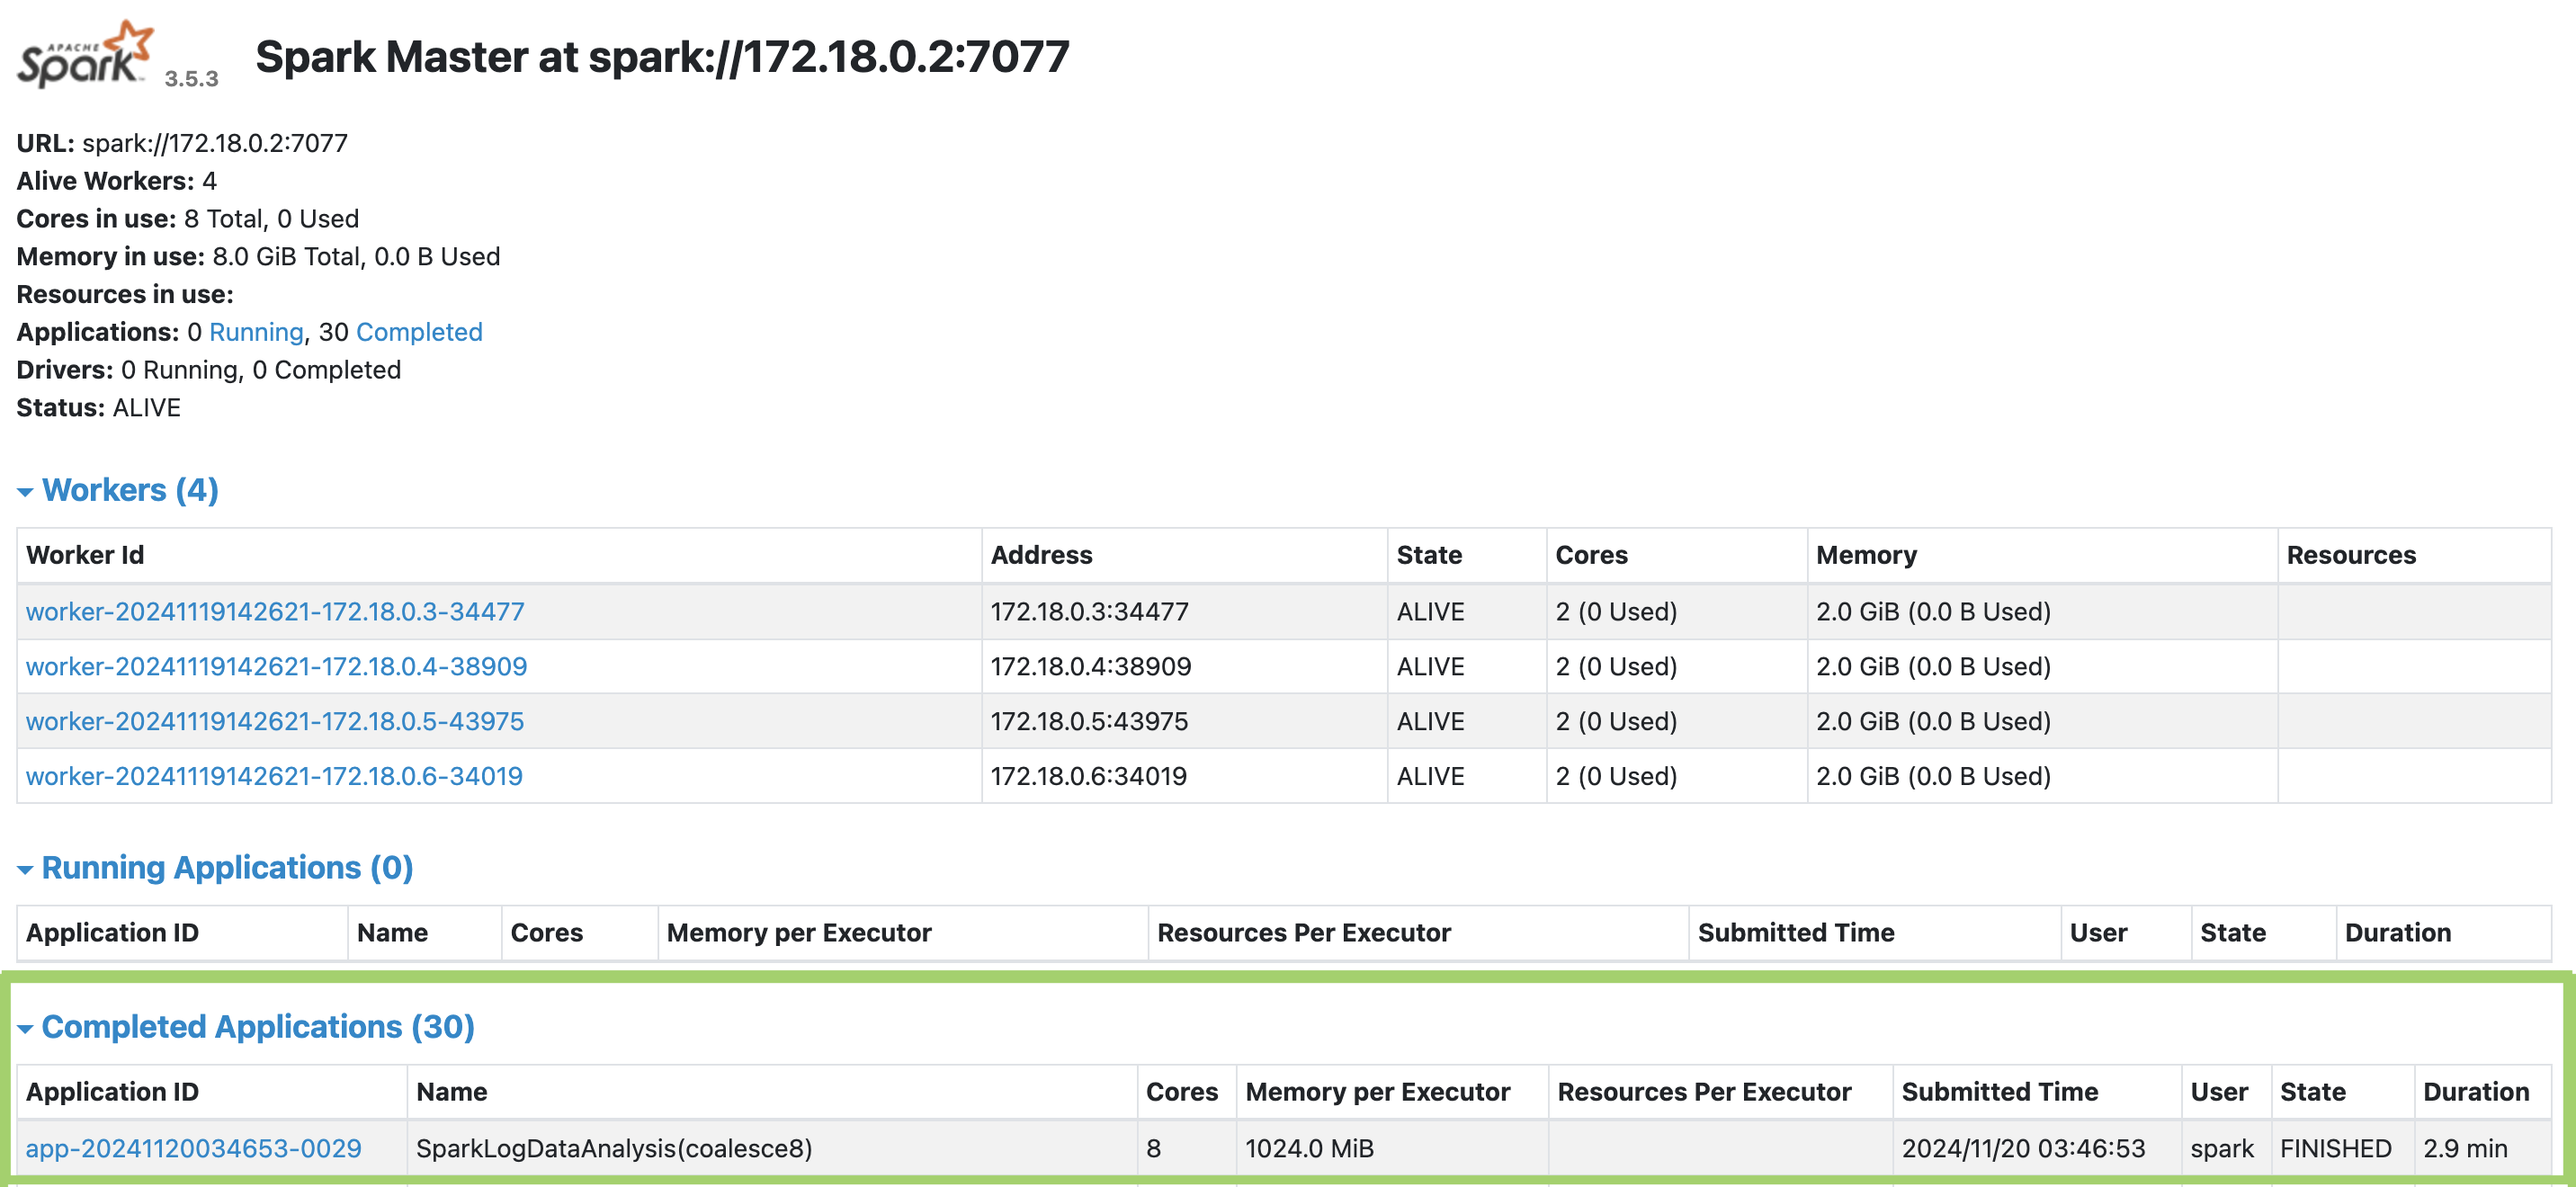 APACHE
Spark 3.5.3 Spark Master at spark://172.18.0.2:7077
URL: spark://172.18.0.2:7077
Alive Workers: 4
Cores in use: 8 Total, 0 Used
Memory in use: 8.0 GiB Total, 0.0 B Used
Resources in use:
Applications: 0 Running, 30 Completed
Drivers: 0 Running, 0 Completed
Status: ALIVE
Workers (4)
Worker Id Address State Cores Memory Resources
worker-20241119142621-172.18.0.3-34477 172.18.0.3:34477 ALIVE 2 (0 Used) 2.0 GiB (0.0 B Used)
worker-20241119142621-172.18.0.4-38909 172.18.0.4:38909 ALIVE 2 (0 Used) 2.0 GiB (0.0 B Used)
worker-20241119142621-172.18.0.5-43975 172.18.0.5:43975 ALIVE 2 (0 Used) 2.0 GiB (0.0 B Used)
worker-20241119142621-172.18.0.6-34019 172.18.0.6:34019 ALIVE 2 (0 Used) 2.0 GiB (0.0 B Used)
Running Applications (0)
Application ID Name Cores Memory per Executor Resources Per Executor Submitted Time User State Duration
Completed Applications (30)
Application ID Name Cores Memory per Executor Resources Per Executor Submitted Time User State Duration
app-20241120034653-0029 SparkLogDataAnalysis(coalesce8) 8 1024.0 MiB 2024/11/20 03:46:53 spark FINISHED 2.9 min